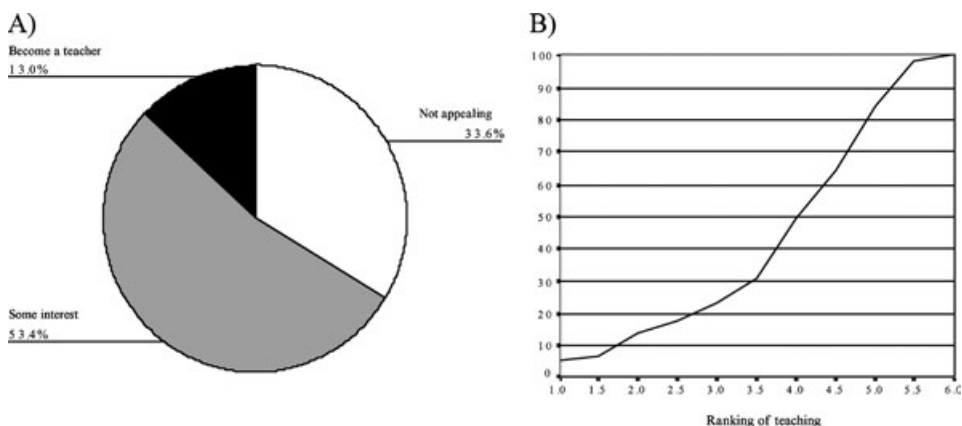 A)
Become a teacher
13.0%
Not appealing
33.6%
Some interest
53.4%
B)
100
90
80
70
60
50
40
30
20
10
0
1.0 1.5 2.0 2.5 3.0 3.5 4.0 4.5 5.0 5.5 6.0
Ranking of teaching